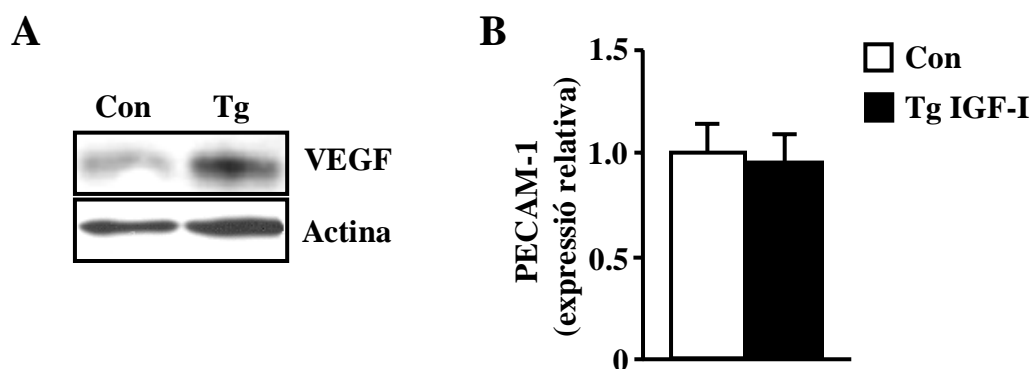 A
Con Tg
VEGF
Actina
B
PECAM-1
(expressió relativa)
1.5
1.0
0.5
0
Con
Tg IGF-I